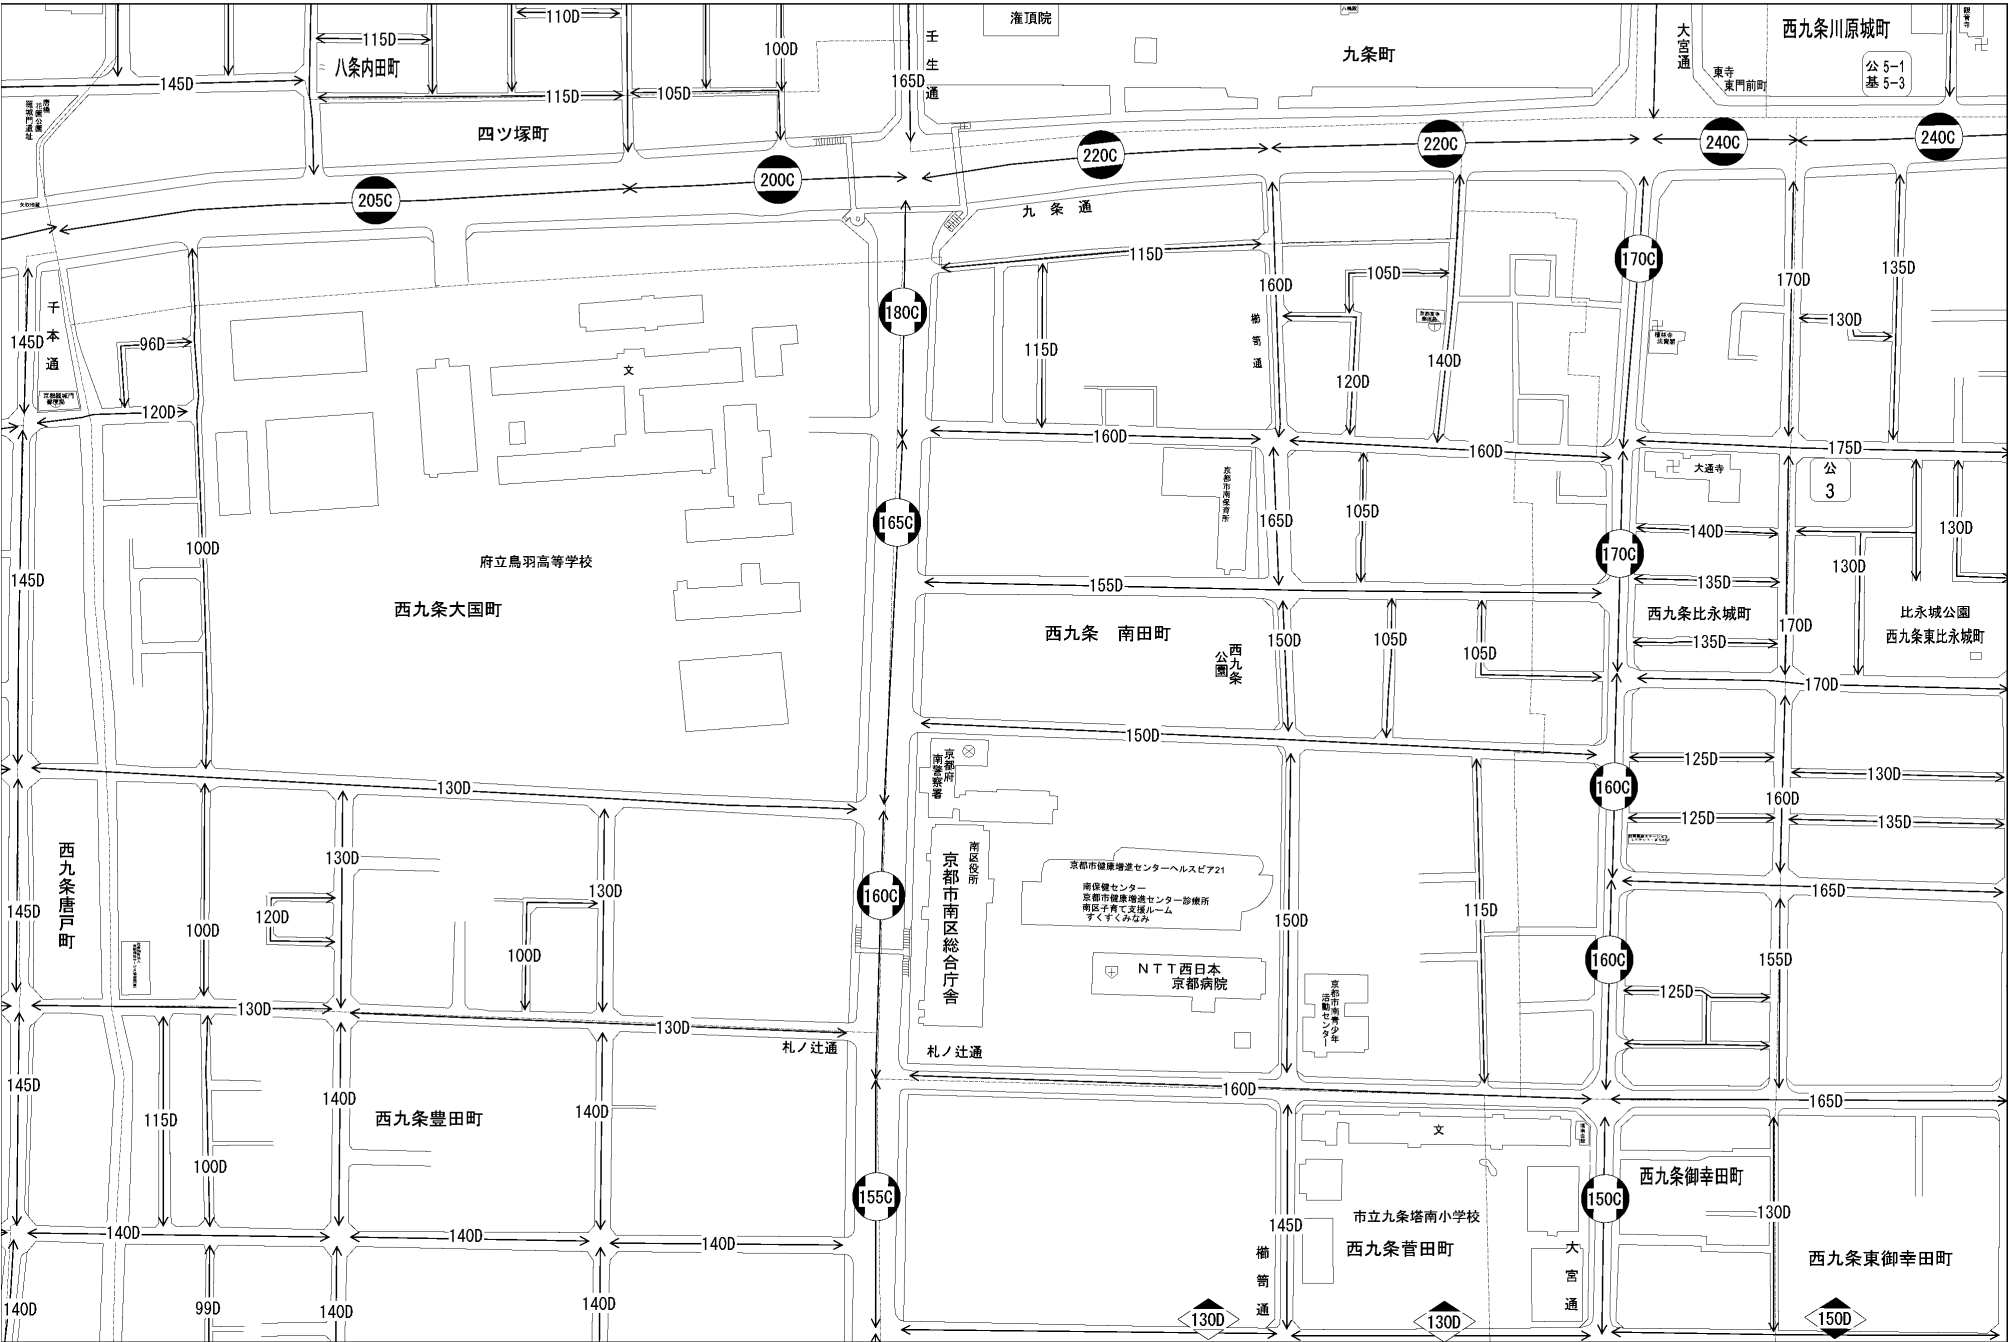 110D
灌頂院
115D
100D
八条内田町
壬生通
九条町
大宮通
西九条川原城町
観音寺
145D
165D
東寺
東門前町
公 5-1
基 5-3
115D
105D
四ツ塚町
220C
220C
240C
240C
205C
200C
九条通
115D
170C
千本通
145D
96D
180C
160D
105D
170D
135D
115D
櫛笥通
130D
文
140D
120D
120D
160D
160D
175D
京都市南保育所
大通寺
公
3
165C
165D
105D
140D
130D
100D
170C
府立鳥羽高等学校
145D
155D
135D
130D
西九条大国町
西九条 南田町
西九条公園
150D
105D
105D
西九条比永城町
135D
170D
比永城公園
西九条東比永城町
170D
150D
京都府
南警察署
125D
130D
130D
160C
160D
125D
135D
130D
西九条唐戸町
南区役所
京都市南区総合庁舎
京都市健康増進センターヘルスピア21
南保健センター
京都市健康増進センター診療所
南区子育て支援ルーム
すくすくみなみ
130D
160C
165D
145D
120D
100D
100D
150D
115D
160C
155D
NTT西日本
京都病院
京都市南青少年
活動センター
125D
130D
130D
札ノ辻通
札ノ辻通
145D
160D
165D
140D
140D
115D
西九条豊田町
文
100D
155C
150C
西九条御幸田町
130D
市立九条塔南小学校
145D
140D
140D
140D
西九条菅田町
櫛笥通
大宮通
西九条東御幸田町
140D
99D
140D
140D
130D
130D
150D